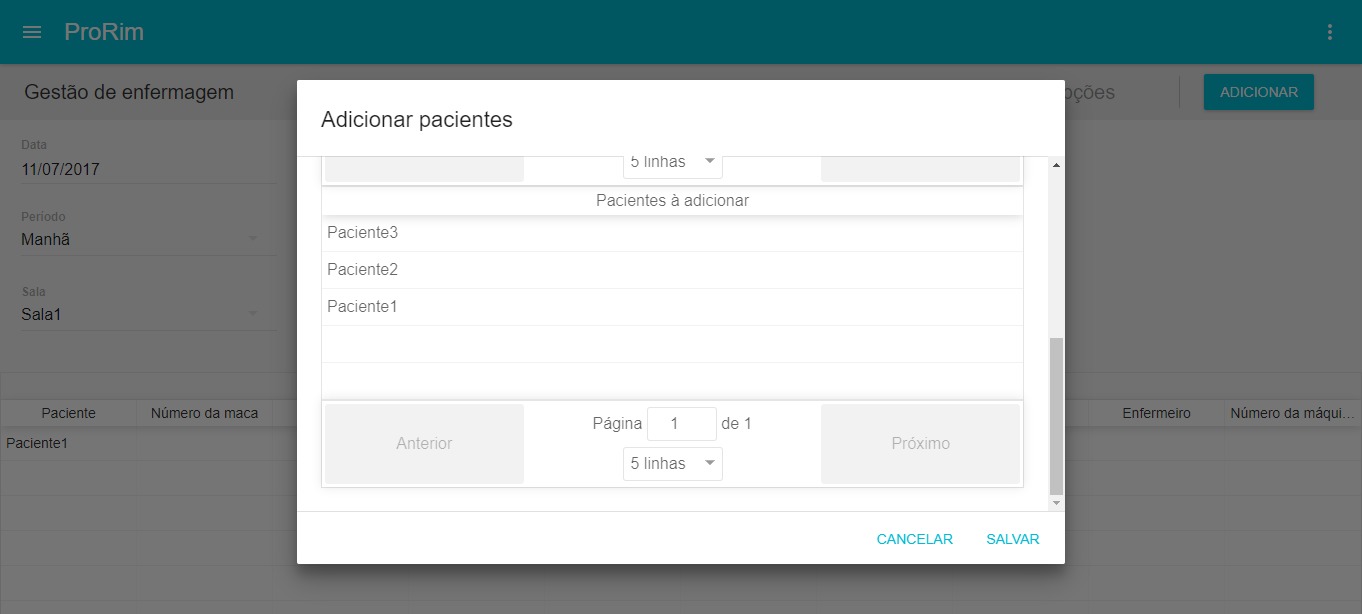 ProRim
Gestão de enfermagem
pções
ADICIONAR
Data
11/07/2017
Período
Manhã
Sala
Sala1
Adicionar pacientes
5 linhas
Pacientes à adicionar
Paciente3
Paciente2
Paciente1
Anterior
Página 1 de 1
5 linhas
Próximo
CANCELAR
SALVAR
Paciente
Número da maca
Enfermeiro
Número da máqui...
Paciente1